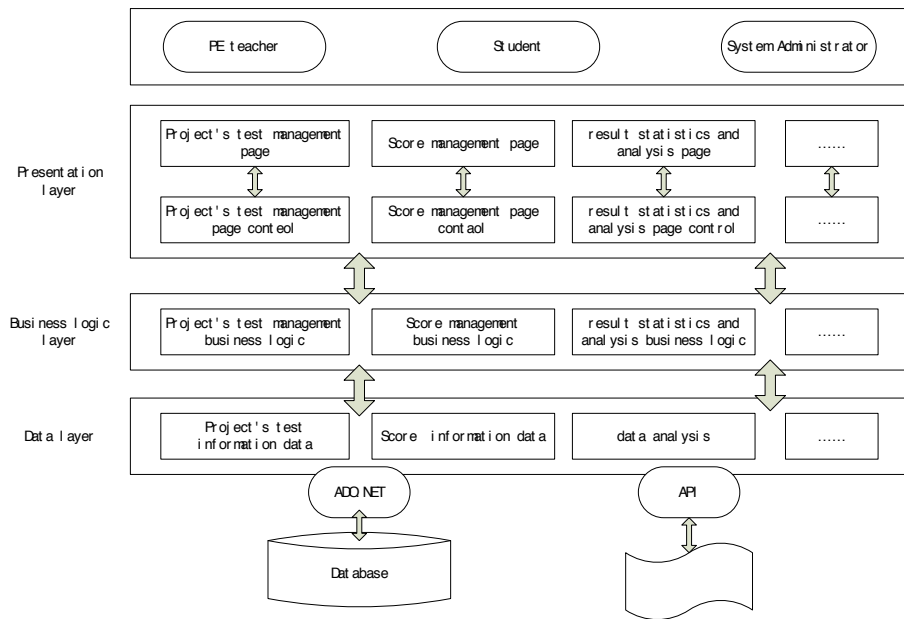 PE teacher
Student
System Administrator
Presentation
layer
Project's test management
page
Score management page
result statistics and
analysis page
......
Project's test management
page conteol
Score management page
contaol
result statistics and
analysis page control
......
Business logic
layer
Project's test management
business logic
Score management
business logic
result statistics and
analysis business logic
......
Data layer
Project's test
information data
Score information data
data analysis
......
ADO.NET
API
Database